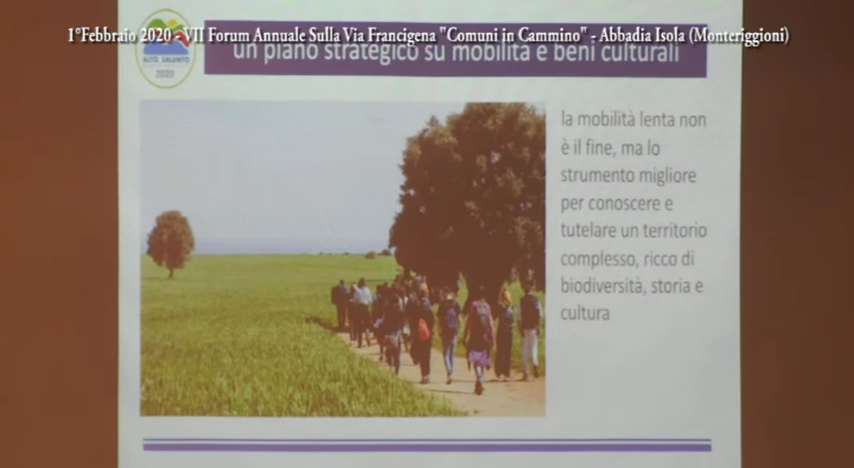 1°Febbraio 2020 - VII Forum Annuale Sulla Via Francigena "Comuni in Cammino" - Abbadia Isola (Monteriggioni)
un piano strategico su mobilità e beni culturali
ALTO SALENTO
2020
la mobilità lenta non
è il fine, ma lo
strumento migliore
per conoscere e
tutelare un territorio
complesso, ricco di
biodiversità, storia e
cultura